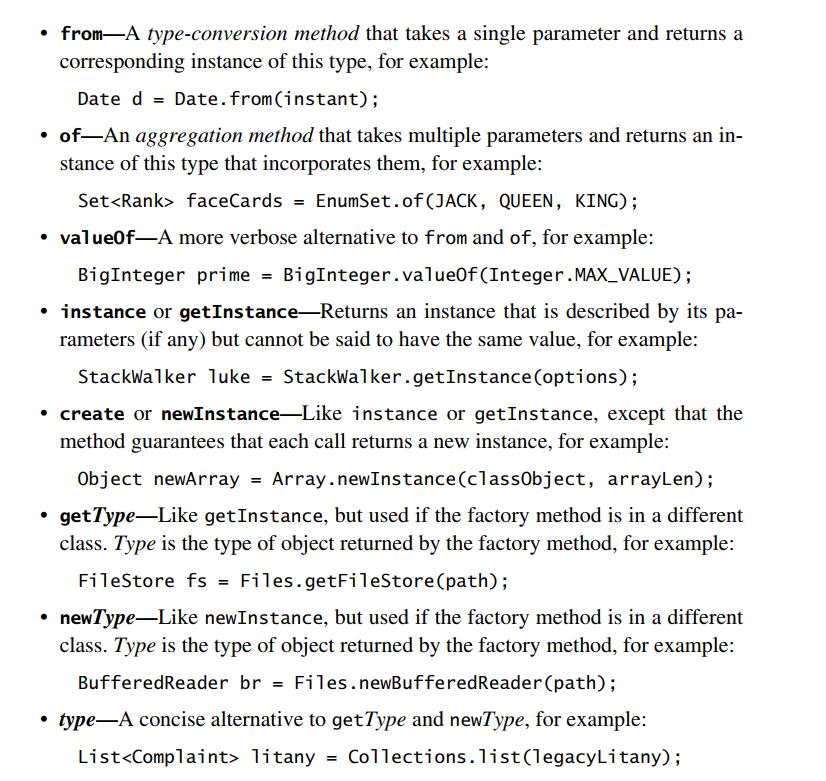 • from—A type-conversion method that takes a single parameter and returns a
corresponding instance of this type, for example:
Date d = Date.from(instant);
• of—An aggregation method that takes multiple parameters and returns an in-
stance of this type that incorporates them, for example:
Set<Rank> faceCards = EnumSet.of(JACK, QUEEN, KING);
• valueOf—A more verbose alternative to from and of, for example:
BigInteger prime = BigInteger.valueOf(Integer.MAX_VALUE);
• instance or getInstance—Returns an instance that is described by its pa-
rameters (if any) but cannot be said to have the same value, for example:
StackWalker luke = StackWalker.getInstance(options);
• create or newInstance—Like instance or getInstance, except that the
method guarantees that each call returns a new instance, for example:
Object newArray = Array.newInstance(classObject, arrayLen);
• getType—Like getInstance, but used if the factory method is in a different
class. Type is the type of object returned by the factory method, for example:
FileStore fs = Files.getFileStore(path);
• newType—Like newInstance, but used if the factory method is in a different
class. Type is the type of object returned by the factory method, for example:
BufferedReader br = Files.newBufferedReader(path);
• type—A concise alternative to getType and newType, for example:
List<Complaint> litany = Collections.list(legacyLitany);